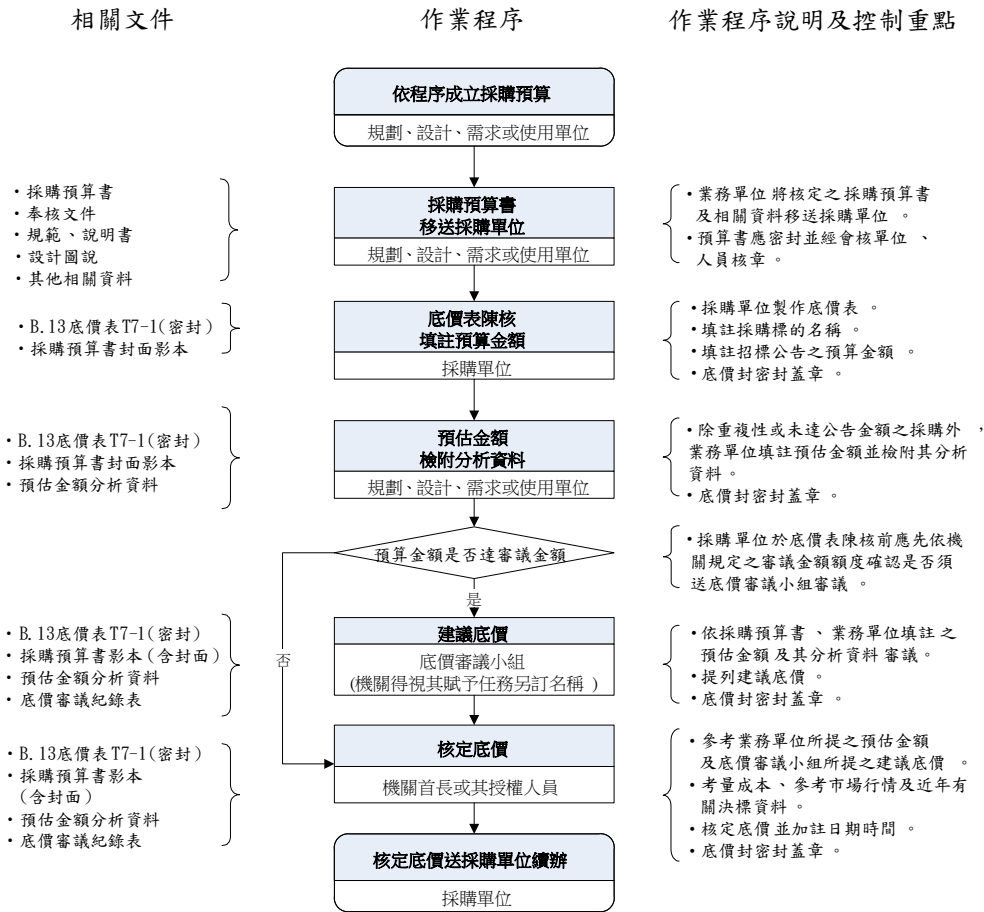 相關文件
作業程序
作業程序說明及控制重點
依程序成立採購預算
規劃、設計、需求或使用單位
・採購預算書
・奉核文件
・規範、說明書
・設計圖說
・其他相關資料
採購預算書
移送採購單位
規劃、設計、需求或使用單位
・業務單位 將核定之 採購預算書
及相關資料移送採購單位 。
・預算書應密封並經會核單位 、
人員核章 。
・B.13底價表T7-1(密封)
・採購預算書封面影本
底價表陳核
填註預算金額
採購單位
・採購單位製作底價表 。
・填註採購標的名稱 。
・填註招標公告之預算金額 。
・底價封密封蓋章 。
・B.13底價表T7-1(密封)
・採購預算書封面影本
・預估金額分析資料
預估金額
檢附分析資料
規劃、設計、需求或使用單位
・除重複性或未達公告金額之採購外 ,
業務單位填註預估金額並檢附其分析
資料。
・底價封密封蓋章。
預算金額是否達審議金額
是
否
・採購單位於底價表陳核前應先依機
關規定之審議金額額度確認是否須
送底價審議小組審議 。
・B.13底價表T7-1(密封)
・採購預算書影本(含封面)
・預估金額分析資料
・底價審議紀錄表
建議底價
底價審議小組
(機關得視其賦予任務另訂名稱 )
・依採購預算書 、業務單位填註 之
預估金額 及其分析資料 審議。
・提列建議底價 。
・底價封密封蓋章 。
・B.13底價表T7-1(密封)
・採購預算書影本
(含封面)
・預估金額分析資料
・底價審議紀錄表
核定底價
機關首長或其授權人員
・參考業務單位所提之預估金額
及底價審議小組所提之建議底價 。
・考量成本、參考市場行情及近年有
關決標資料 。
・核定底價 並加註日期時間 。
・底價封密封蓋章 。
核定底價送採購單位續辦
採購單位